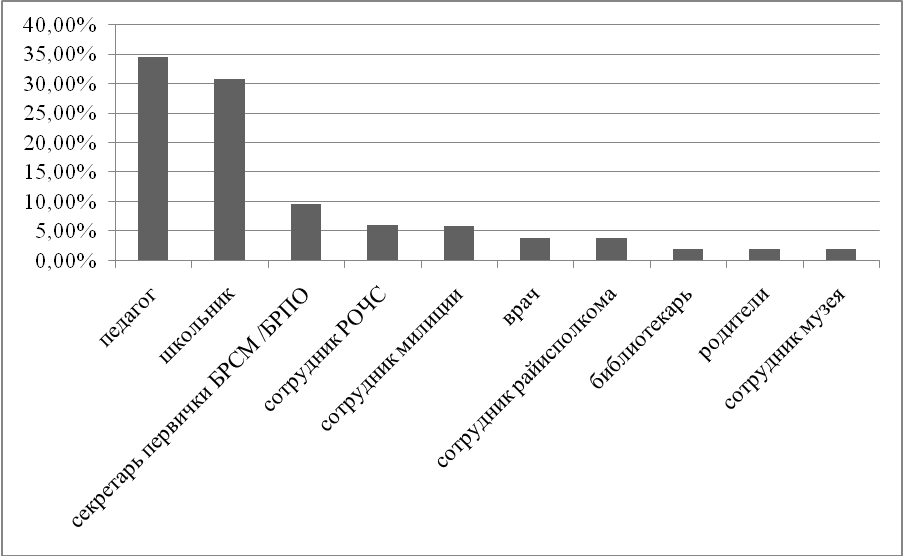 40,00%
35,00%
30,00%
25,00%
20,00%
15,00%
10,00%
5,00%
0,00%
педагог
школьник
секретарь первички БРСМ /БРПО
сотрудник РОЧС
сотрудник милиции
врач
сотрудник райисполкома
библиотекарь
родители
сотрудник музея